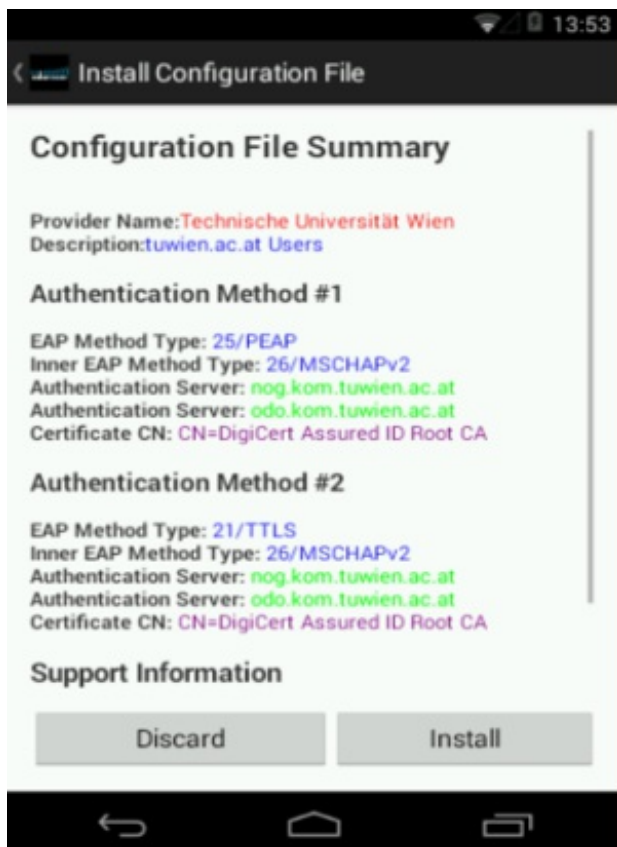 13:53
Install Configuration File
Configuration File Summary
Provider Name:Technische Universität Wien
Description:tuwien.ac.at Users
Authentication Method #1
EAP Method Type: 25/PEAP
Inner EAP Method Type: 26/MSCHAPv2
Authentication Server: nog.kom.tuwien.ac.at
Authentication Server: odo.kom.tuwien.ac.at
Certificate CN: CN=DigiCert Assured ID Root CA
Authentication Method #2
EAP Method Type: 21/TTLS
Inner EAP Method Type: 26/MSCHAPv2
Authentication Server: nog.kom.tuwien.ac.at
Authentication Server: odo.kom.tuwien.ac.at
Certificate CN: CN=DigiCert Assured ID Root CA
Support Information
Discard Install